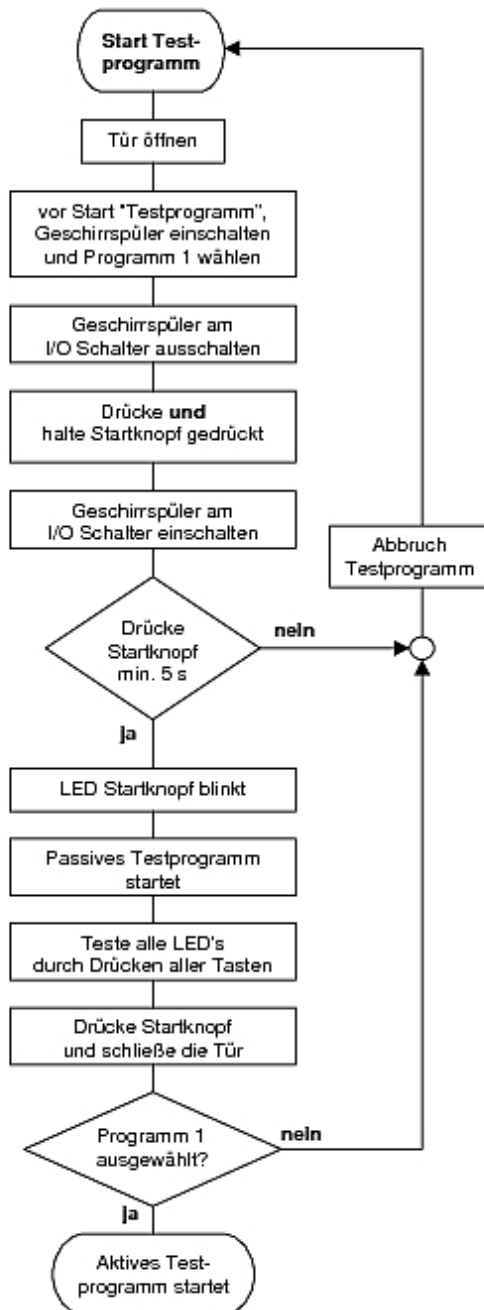 Start Test-
programm
Tür öffnen
vor Start "Testprogramm",
Geschirrspüler einschalten
und Programm 1 wählen
Geschirrspüler am
I/O Schalter ausschalten
Drücke und
halte Startknopf gedrückt
Geschirrspüler am
I/O Schalter einschalten
Abbruch
Testprogramm
Drücke
Startknopf
min. 5 s
nein
ja
LED Startknopf blinkt
Passives Testprogramm
startet
Teste alle LED's
durch Drücken aller Tasten
Drücke Startknopf
und schließe die Tür
Programm 1
ausgewählt?
nein
ja
Aktives Test-
programm startet